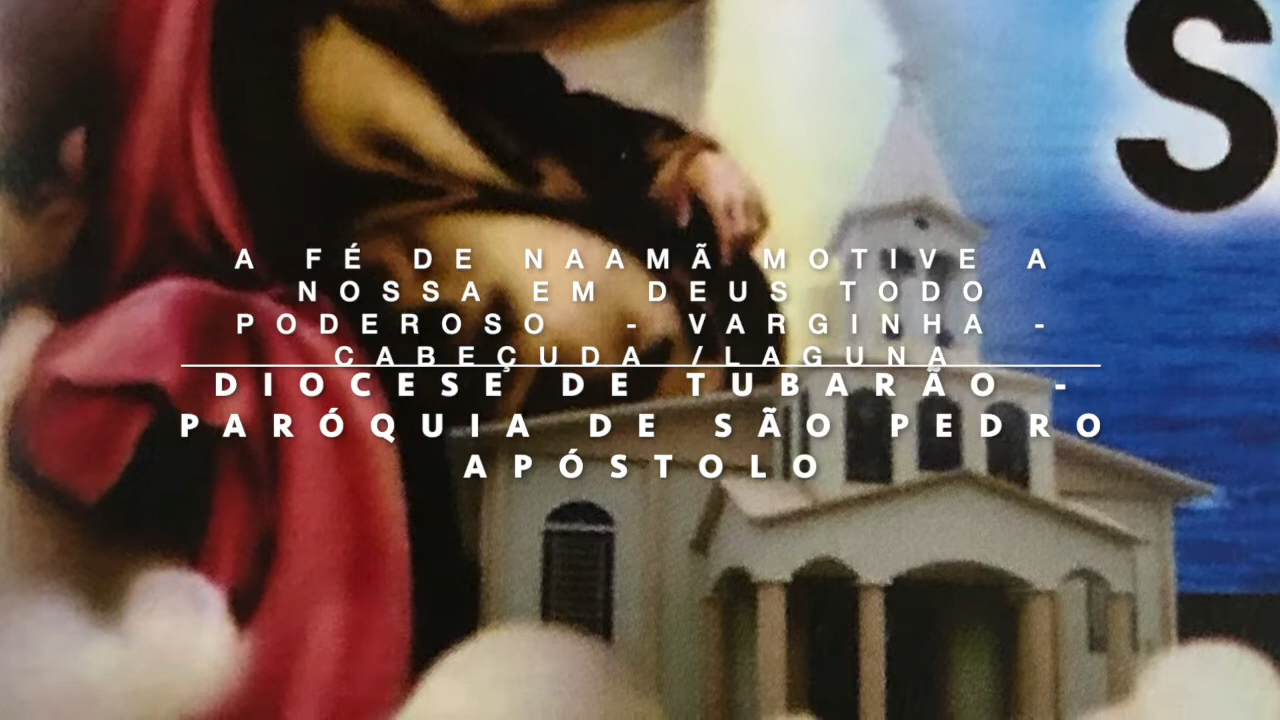 S
A FÉ DE NAAMÃ MOTIVE A
NOSSA EM DEUS TODO
PODEROSO - VARGINHA -
CABEÇUDA /LAGUNA
DIOCESE DE TUBARÃO -
PARÓQUIA DE SÃO PEDRO
APÓSTOLO